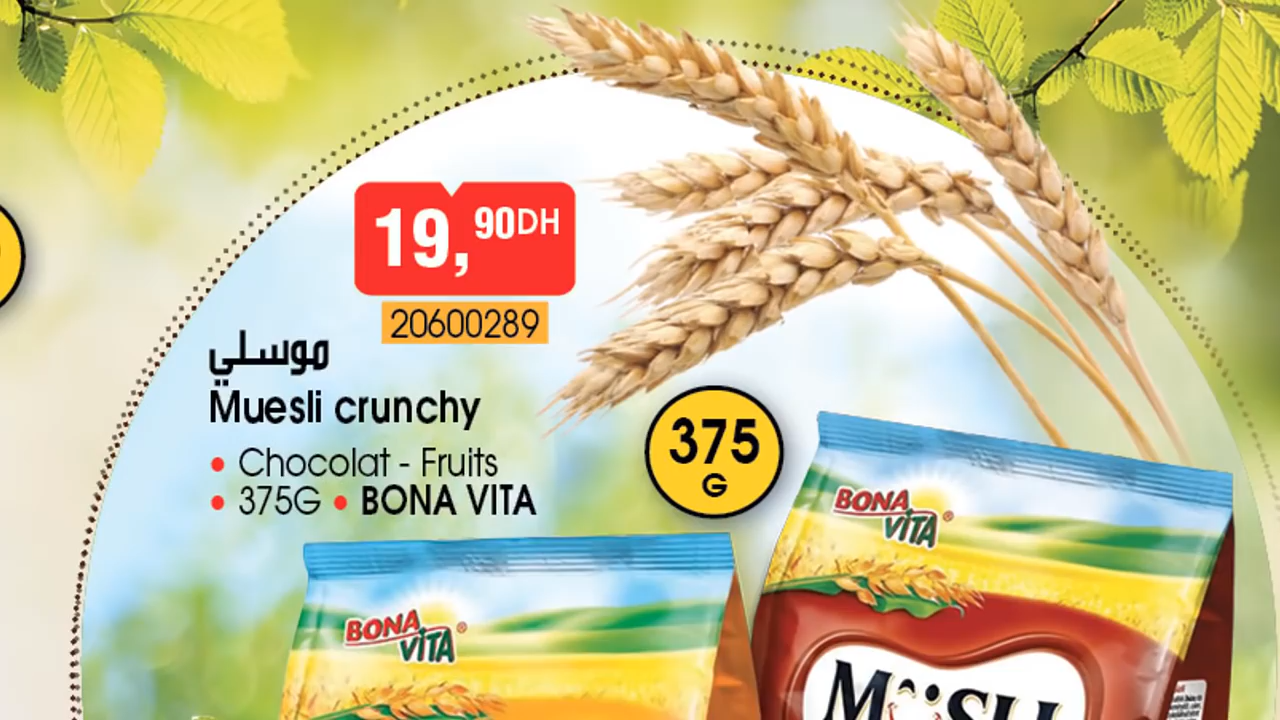 19,90DH
20600289
موسلي
Muesli crunchy
• Chocolat - Fruits
• 375G • BONA VITA
375
G
BONA
VITA®
BONA
VITA®